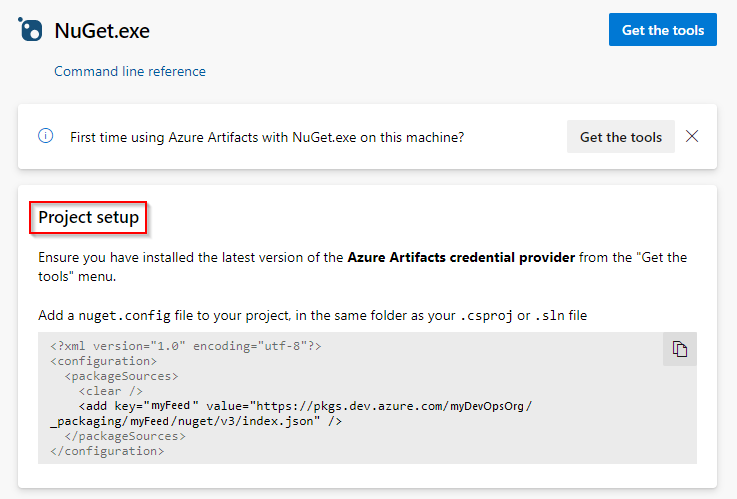 NuGet.exe
Get the tools
Command line reference
First time using Azure Artifacts with NuGet.exe on this machine?
Get the tools
Project setup
Ensure you have installed the latest version of the Azure Artifacts credential provider from the "Get the
tools" menu.
Add a nuget.config file to your project, in the same folder as your .csproj or .sln file
<?xml version="1.0" encoding="utf-8"?>
<configuration>
  <packageSources>
    <clear />
    <add key="myFeed" value="https://pkgs.dev.azure.com/myDevOpsOrg/
_packaging/myFeed/nuget/v3/index.json" />
  </packageSources>
</configuration>